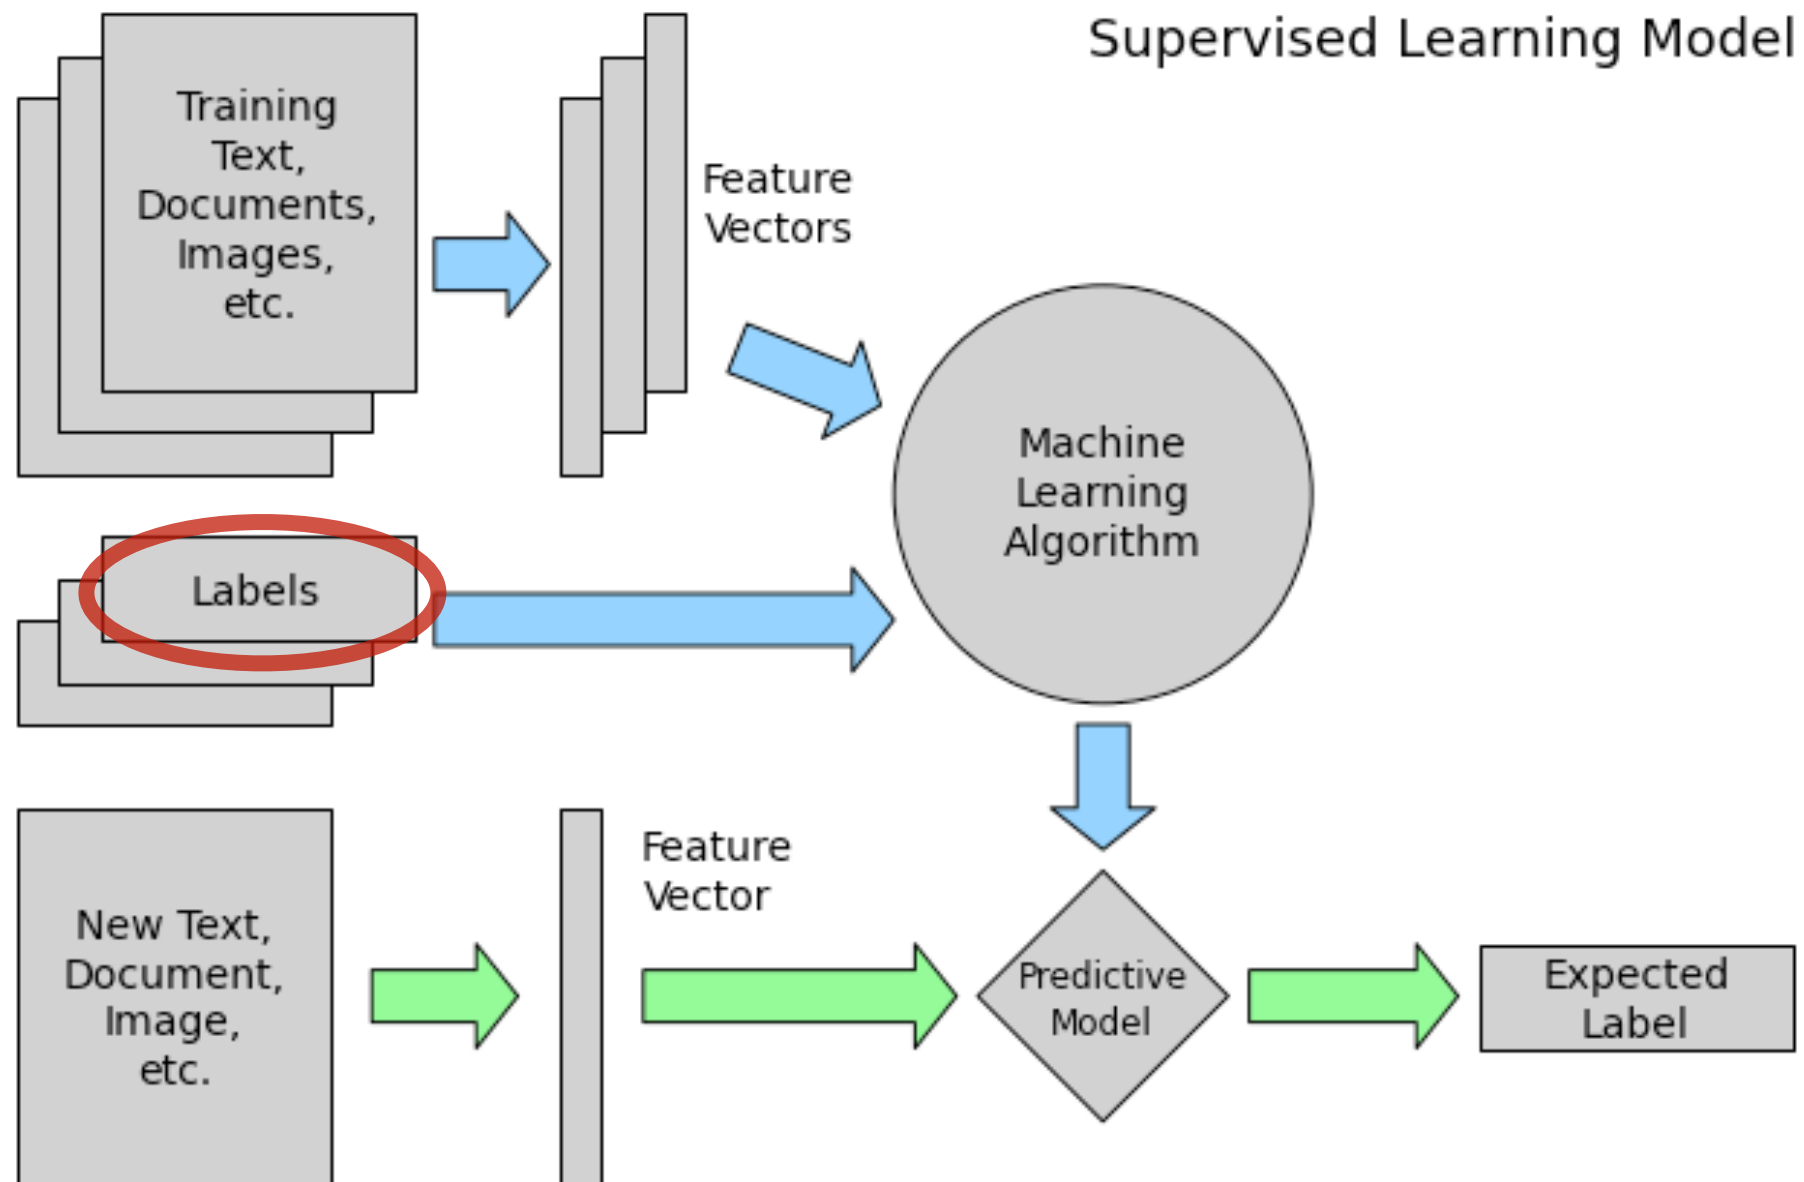 Supervised Learning Model
Training
Text,
Documents,
Images,
etc.
Feature
Vectors
Machine
Learning
Algorithm
Labels
Feature
Vector
New Text,
Document,
Image,
etc.
Predictive
Model
Expected
Label